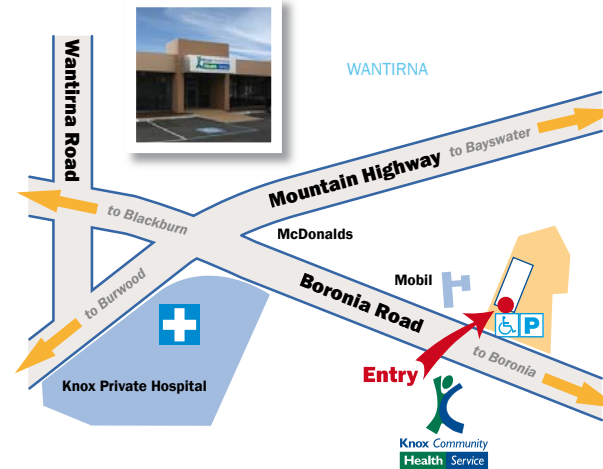 WANTIRNA
Wantirna Road
Mountain Highway
to Bayswater
to Blackburn
McDonalds
to Burwood
Mobil
Boronia Road
P
to Boronia
Knox Private Hospital
Entry
Knox Community
Health Service